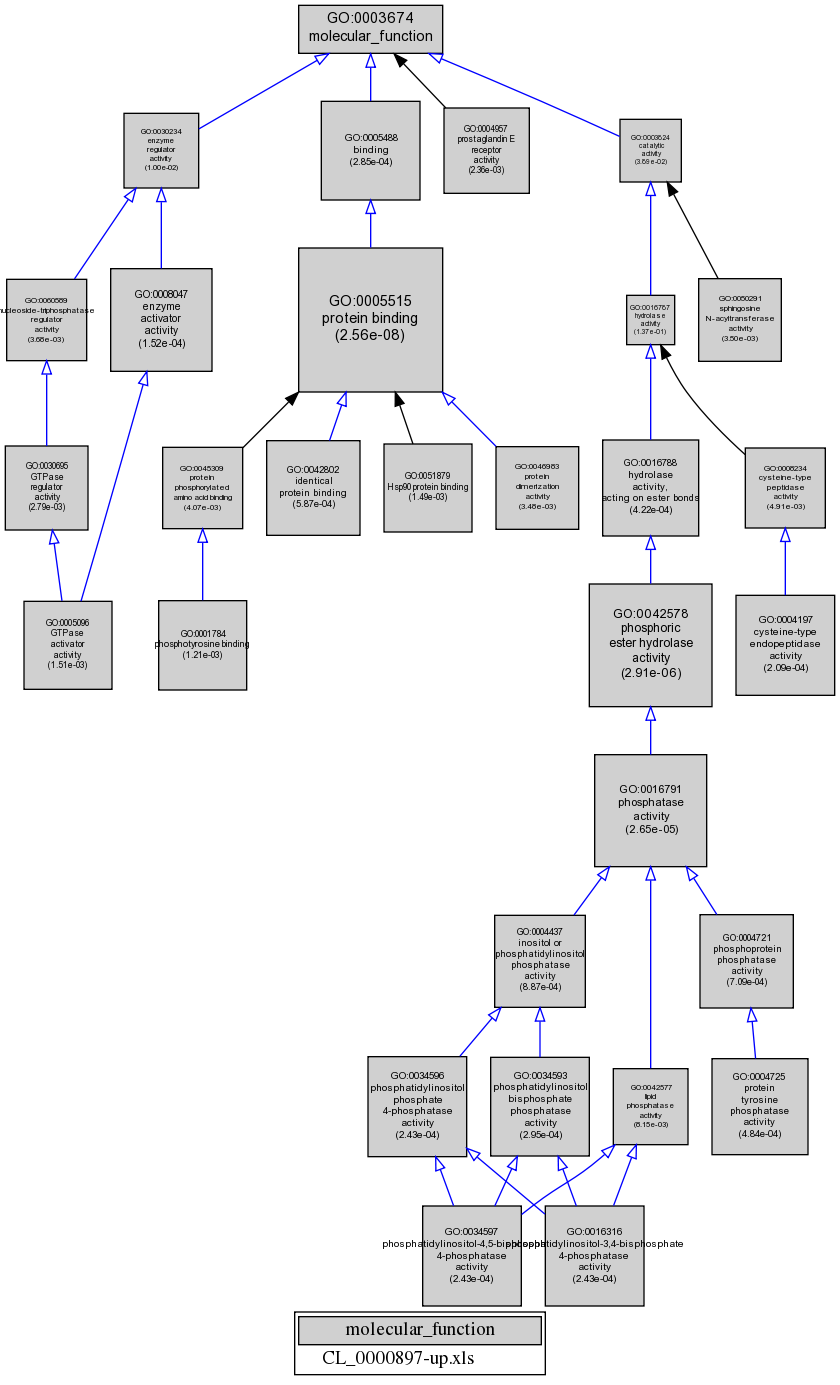 GO:0003674
molecular_function
GO:0030234
enzyme
regulator
activity
(1.00e-02)
GO:0005488
binding
(2.85e-04)
GO:0004957
prostaglandin E
receptor
activity
(2.36e-03)
GO:0003824
catalytic
activity
(3.69e-02)
GO:0060589
nucleoside-triphosphatase
regulator
activity
(3.68e-03)
GO:0008047
enzyme
activator
activity
(1.52e-04)
GO:0005515
protein binding
(2.56e-08)
GO:0016787
hydrolase
activity
(1.37e-01)
GO:0050291
sphingosine
N-acyltransferase
activity
(3.50e-03)
GO:0030695
GTPase
regulator
activity
(2.79e-03)
GO:0045309
protein
phosphorylated
amino acid binding
(4.07e-03)
GO:0042802
identical
protein binding
(5.87e-04)
GO:0051879
Hsp90 protein binding
(1.49e-03)
GO:0046983
protein
dimerization
activity
(3.48e-03)
GO:0016788
hydrolase
activity,
acting on ester bonds
(4.22e-04)
GO:0008234
cysteine-type
peptidase
activity
(4.91e-03)
GO:0005096
GTPase
activator
activity
(1.51e-03)
GO:0001784
phosphotyrosine binding
(1.21e-03)
GO:0042578
phosphoric
ester hydrolase
activity
(2.91e-06)
GO:0004197
cysteine-type
endopeptidase
activity
(2.09e-04)
GO:0016791
phosphatase
activity
(2.65e-05)
GO:0004437
inositol or
phosphatidylinositol
phosphatase
activity
(8.87e-04)
GO:0004721
phosphoprotein
phosphatase
activity
(7.09e-04)
GO:0034596
phosphatidylinositol
phosphate
4-phosphatase
activity
(2.43e-04)
GO:0034593
phosphatidylinositol
bisphosphate
phosphatase
activity
(2.95e-04)
GO:0042577
lipid
phosphatase
activity
(6.15e-03)
GO:0004725
protein
tyrosine
phosphatase
activity
(4.84e-04)
GO:0034597
phosphatidylinositol-4,5-bisphosphate
4-phosphatase
activity
(2.43e-04)
GO:0016316
phosphatidylinositol-3,4-bisphosphate
4-phosphatase
activity
(2.43e-04)
molecular_function
CL_0000897-up.xls